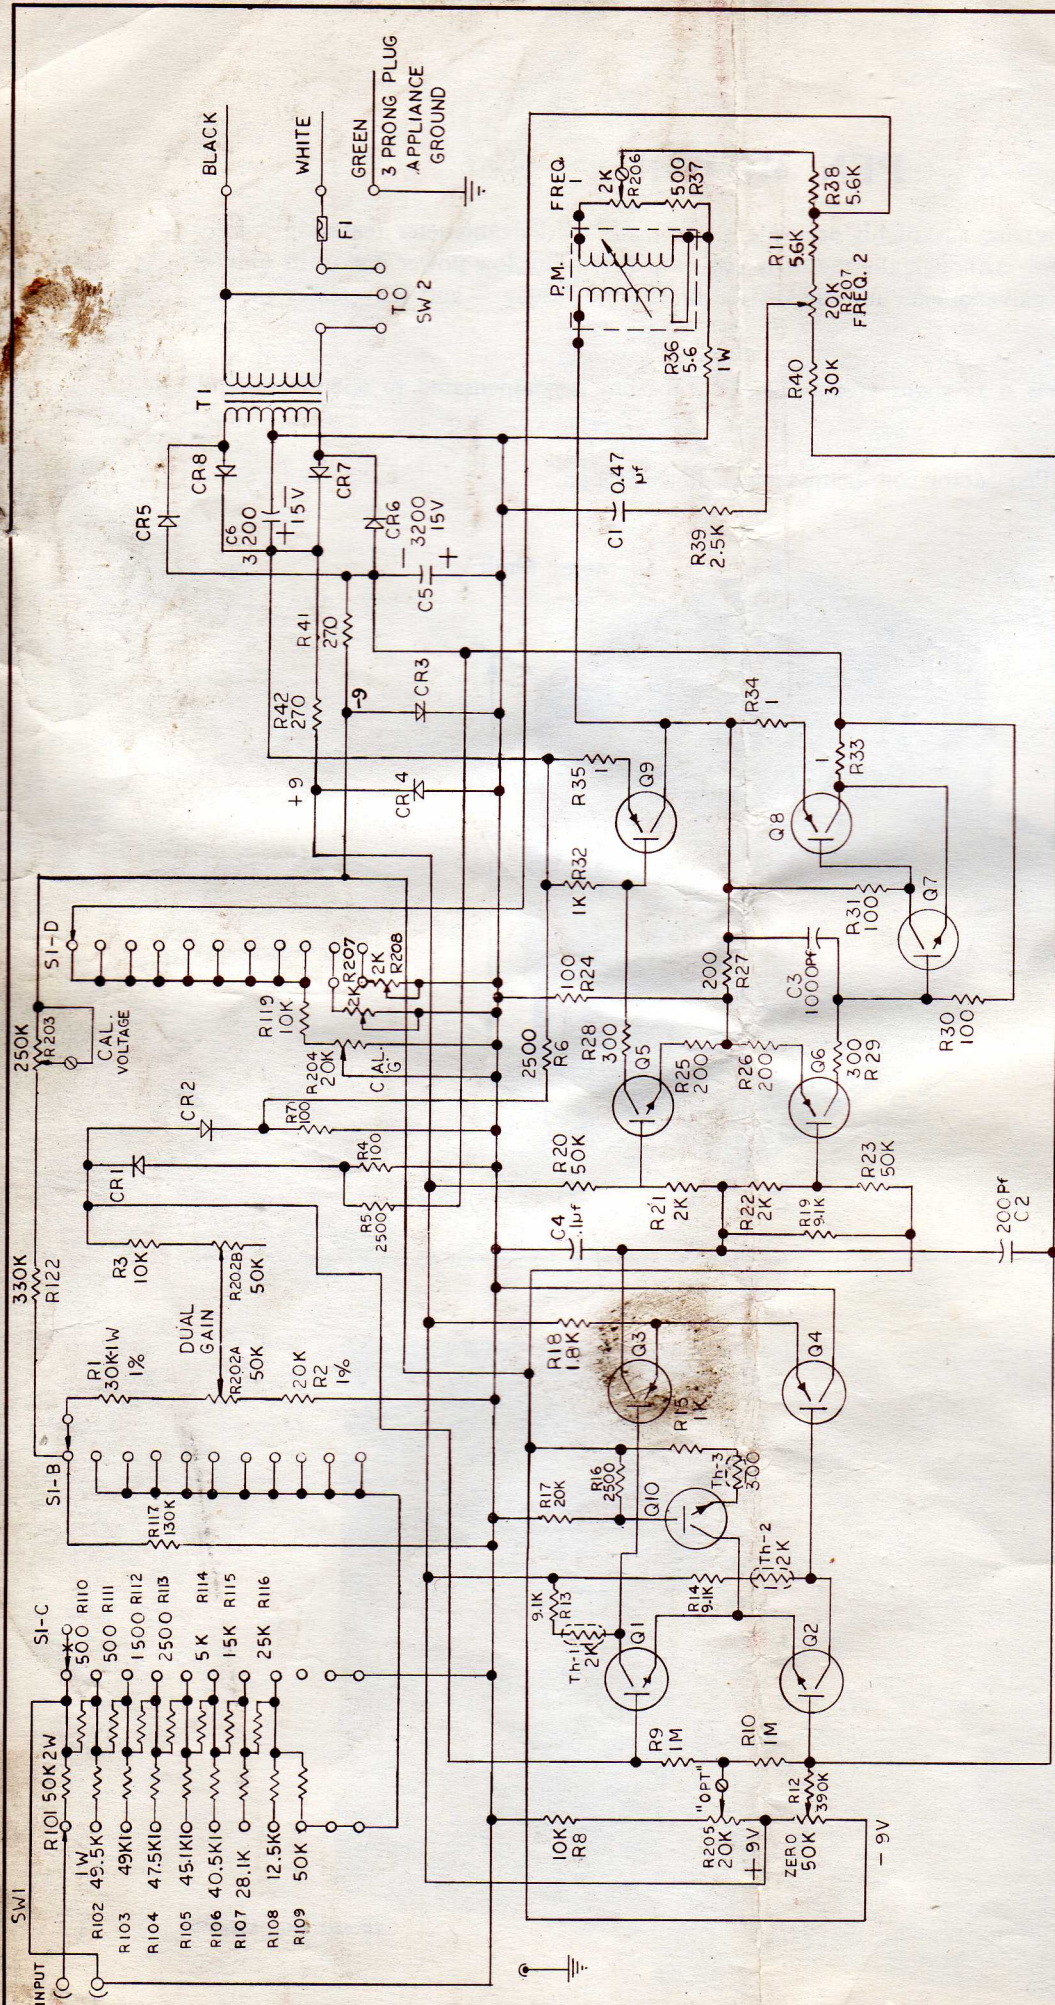 INPUT
SW1
R101 50K2W
S1-C
500 R110
500 R111
1500 R112
2500 R113
5K R114
15K R115
25K R116
1W
R102 49.5K
R103 49K
R104 47.5K
R105 45.1K
R106 40.5K
R107 28.1K
R108 12.5K
R109 50K
S1-B
R117
130K
R1
30K-1W
1%
330K
R122
DUAL
GAIN
R202A
50K
20K
R2
1%
R3
10K
R202B
50K
CR1
CR2
R4
100
R5
2500
R7
100
250K
R203
CAL.
VOLTAGE
S1-D
R119
10K
R204
20K
CAL.
"G"
2K R207
2K
R208
+9
-9
CR4
CR3
R42
270
R41
270
CR5
CR8
C6
3200
15V
CR7
CR6
3200
15V
C5
T1
BLACK
WHITE
F1
TO
SW 2
GREEN
3 PRONG PLUG
APPLIANCE
GROUND
FREQ
1
P.M.
2K
R206
500
R37
R36
5.6
1W
C1
0.47
µf
R39
2.5K
R38
5.6K
R11
56K
20K
R207
FREQ. 2
R40
30K
2500
R6
R35
1
Q9
1K
R32
R34
1
Q8
1
R33
Q7
R31
100
100
R24
R28
300
Q5
R25
200
200
R27
C3
1000Pf
R26
200
Q6
300
R29
R30
100
R20
50K
R21
2K
R22
2K
R19
9.1K
R23
50K
C4
.1µf
200Pf
C2
R18
1.8K
Q3
Q4
R15
1K
R17
20K
R16
2500
Q10
Th-3
300
9.1K
R13
Th-1
2K
R14
9.1K
Th-2
2K
Q1
Q2
R9
1M
R10
1M
10K
R8
R205
20K
"OPT"
R12
390K
+9V
ZERO
50K
-9V